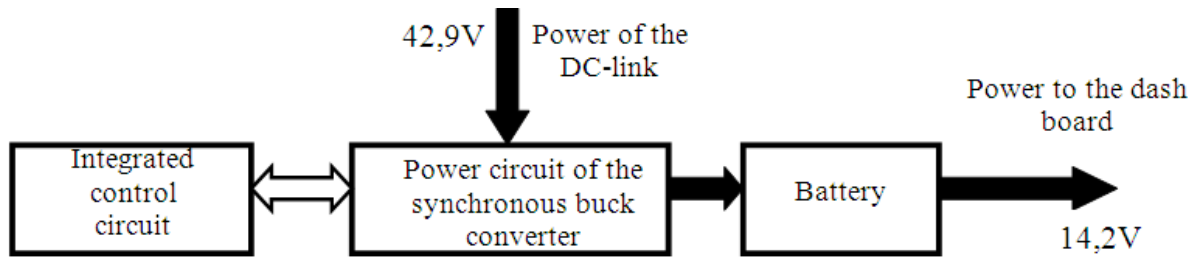 42,9V
Power of the
DC-link
Power to the dash
board
Integrated
control
circuit
Power circuit of the
synchronous buck
converter
Battery
14,2V